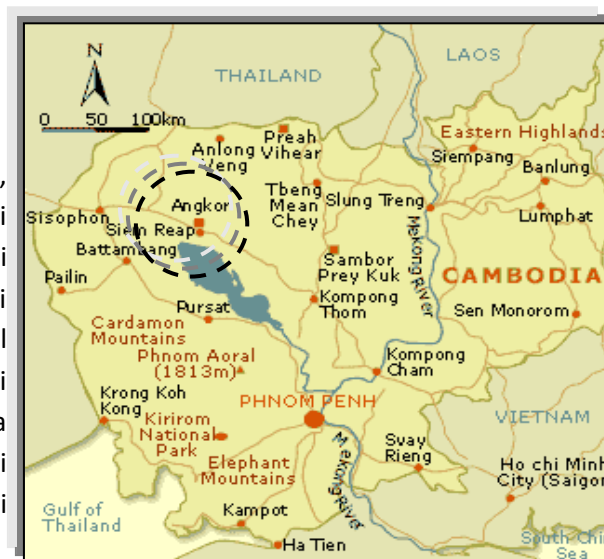 N
0 50 100km
LAOS
THAILAND
Eastern Highlands
Preah
Vihear
Anlong
Veng
Siempang
Banlung
Tbeng
Mean
Chey
Slung Treng
Lumphat
Angkor
Siem Reap
Sisophon
Battambang
Mekong River
Sambor
Prey Kuk
CAMBODIA
Pailin
Kompong
Thom
Sen Monorom
Pursat
Cardamon
Mountains
Phnom Aoral
(1813m)
Kompong
Cham
Krong Koh
Kong
PHNOM PENH
Kirirom
National
Park
VIETNAM
Svay
Rieng
Mekong River
Elephant
Mountains
Ho chi Minh
City (Saigon
Gulf of
Thailand
Kampot
South Chi
Sea
Ha Tien
,
i
i
i
l
i
a
i
i